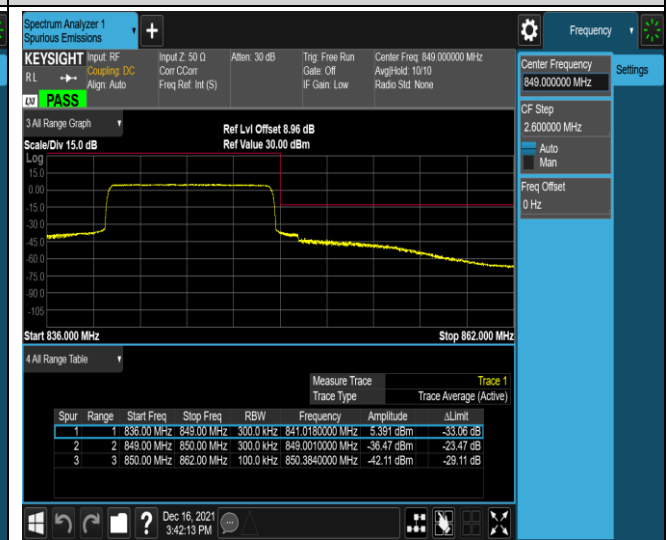 Spectrum Analyzer 1
Spurious Emissions
+
Frequency
Settings
KEYSIGHT
R L
LXI PASS
Input: RF
Coupling: DC
Align: Auto
Input Z: 50 Ω
Corr CCorr
Freq Ref: Int (S)
Atten: 30 dB
Trig: Free Run
Gate: Off
IF Gain: Low
Center Freq: 849.000000 MHz
Avg|Hold: 10/10
Radio Std: None
Center Frequency
849.000000 MHz
CF Step
2.600000 MHz
Auto
Man
Freq Offset
0 Hz
3 All Range Graph
Scale/Div 15.0 dB
Ref Lvl Offset 8.96 dB
Ref Value 30.00 dBm
Log
15.0
0.00
-15.0
-30.0
-45.0
-60.0
-75.0
-90.0
-105
Start 836.000 MHz
Stop 862.000 MHz
4 All Range Table
Measure Trace Trace 1
Trace Type Trace Average (Active)
Spur Range Start Freq Stop Freq RBW Frequency Amplitude ΔLimit
1 1 836.00 MHz 849.00 MHz 300.0 kHz 841.0180000 MHz 5.391 dBm -33.06 dB
2 2 849.00 MHz 850.00 MHz 300.0 kHz 849.0010000 MHz -36.47 dBm -23.47 dB
3 3 850.00 MHz 862.00 MHz 100.0 kHz 850.3840000 MHz -42.11 dBm -29.11 dB
?
Dec 16, 2021
3:42:13 PM